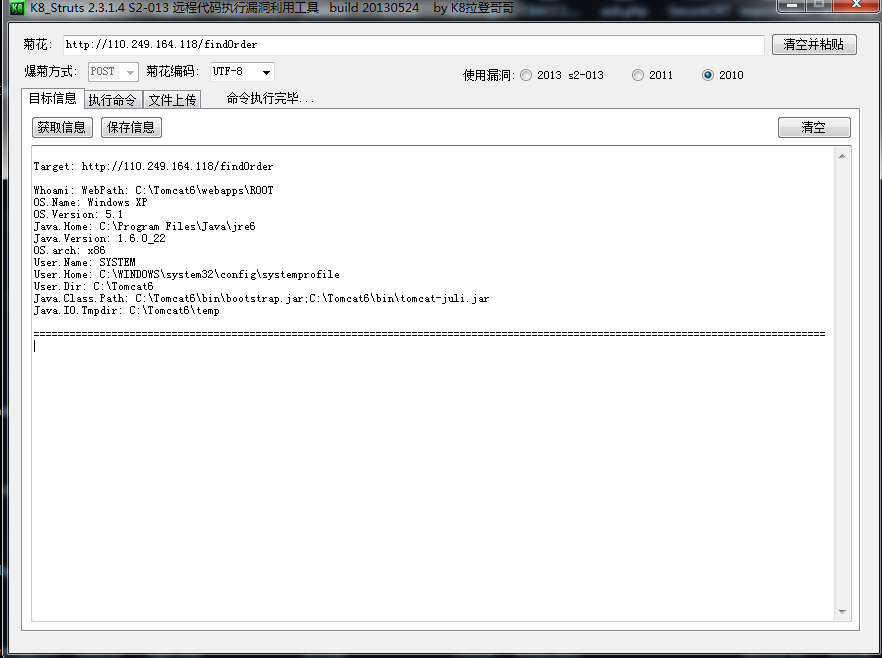 K8_Struts 2.3.1.4 S2-013 远程代码执行漏洞利用工具 build 20130524 by K8拉登哥哥
菊花: http://110.249.164.118/findOrder 清空并粘贴
爆菊方式: POST 菊花编码: UTF-8 使用漏洞: 2013 s2-013 2011 2010
目标信息 执行命令 文件上传 命令执行完毕...
获取信息 保存信息 清空
Target: http://110.249.164.118/findOrder
Whoami: WebPath: C:\Tomcat6\webapps\ROOT
OS.Name: Windows XP
OS.Version: 5.1
Java.Home: C:\Program Files\Java\jre6
Java.Version: 1.6.0_22
OS.arch: x86
User.Name: SYSTEM
User.Home: C:\WINDOWS\system32\config\systemprofile
User.Dir: C:\Tomcat6
Java.Class.Path: C:\Tomcat6\bin\bootstrap.jar;C:\Tomcat6\bin\tomcat-juli.jar
Java.IO.Tmpdir: C:\Tomcat6\temp
====================================================================================================================================